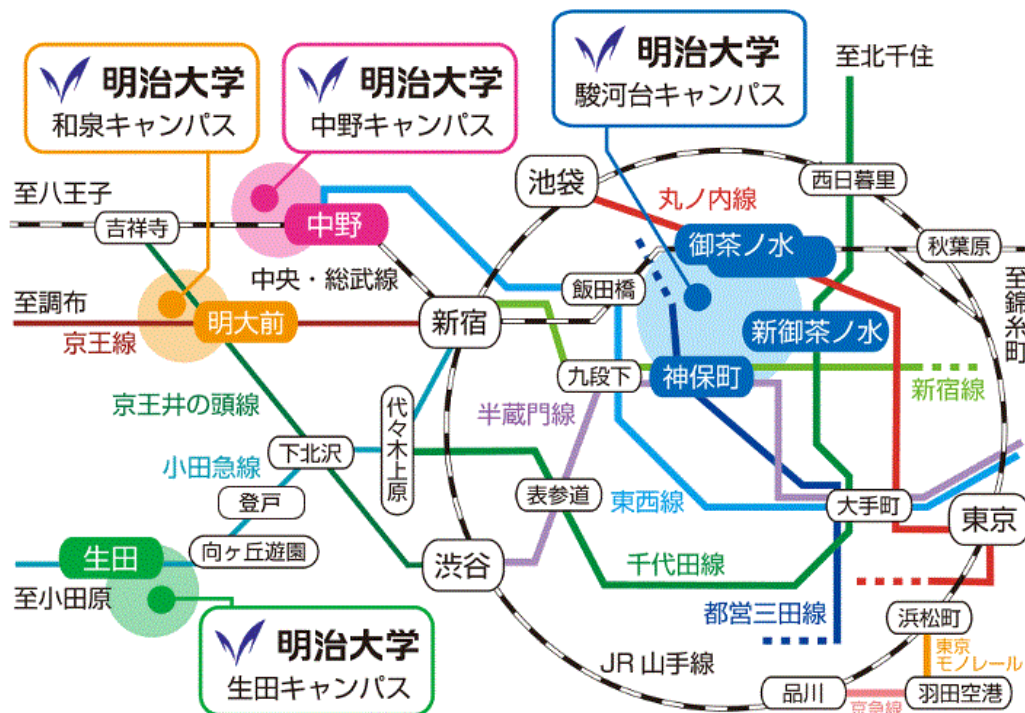 明治大学
和泉キャンパス
明治大学
中野キャンパス
明治大学
駿河台キャンパス
至北千住
至八王子
吉祥寺
中野
池袋
丸ノ内線
西日暮里
御茶ノ水
秋葉原
中央・総武線
飯田橋
至錦糸町
至調布
京王線
明大前
新宿
新御茶ノ水
九段下
神保町
新宿線
京王井の頭線
代々木上原
半蔵門線
小田急線
下北沢
登戸
表参道
東西線
大手町
東京
向ヶ丘遊園
生田
渋谷
千代田線
至小田原
都営三田線
浜松町
明治大学
生田キャンパス
JR山手線
東京
モノレール
品川
京急線
羽田空港